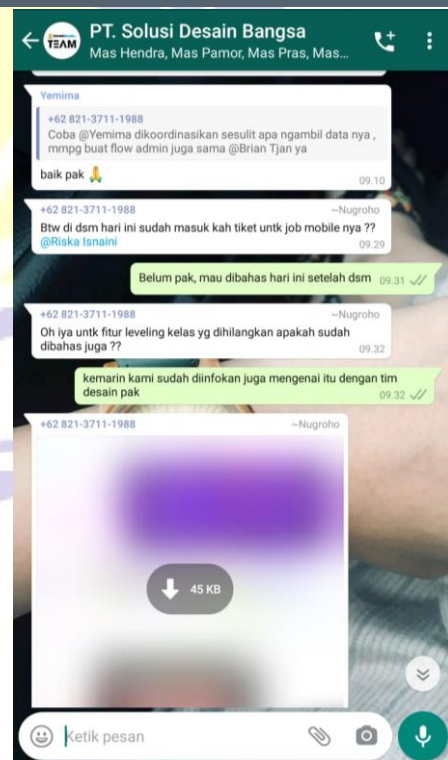 TEAM
PT. Solusi Desain Bangsa
Mas Hendra, Mas Pamor, Mas Pras, Mas...
Yemima
+62 821-3711-1988
Coba @Yemima dikoordinasikan sesulit apa ngambil data nya ,
mmpg buat flow admin juga sama @Brian Tjan ya
baik pak 🙏
09.10
+62 821-3711-1988 ~Nugroho
Btw di dsm hari ini sudah masuk kah tiket untk job mobile nya ??
@Riska Isnaini 09.29
Belum pak, mau dibahas hari ini setelah dsm 09.31
+62 821-3711-1988 ~Nugroho
Oh iya untk fitur leveling kelas yg dihilangkan apakah sudah
dibahas juga ?? 09.32
kemarin kami sudah diinfokan juga mengenai itu dengan tim
desain pak 09.32
+62 821-3711-1988 ~Nugroho
45 KB
Ketik pesan